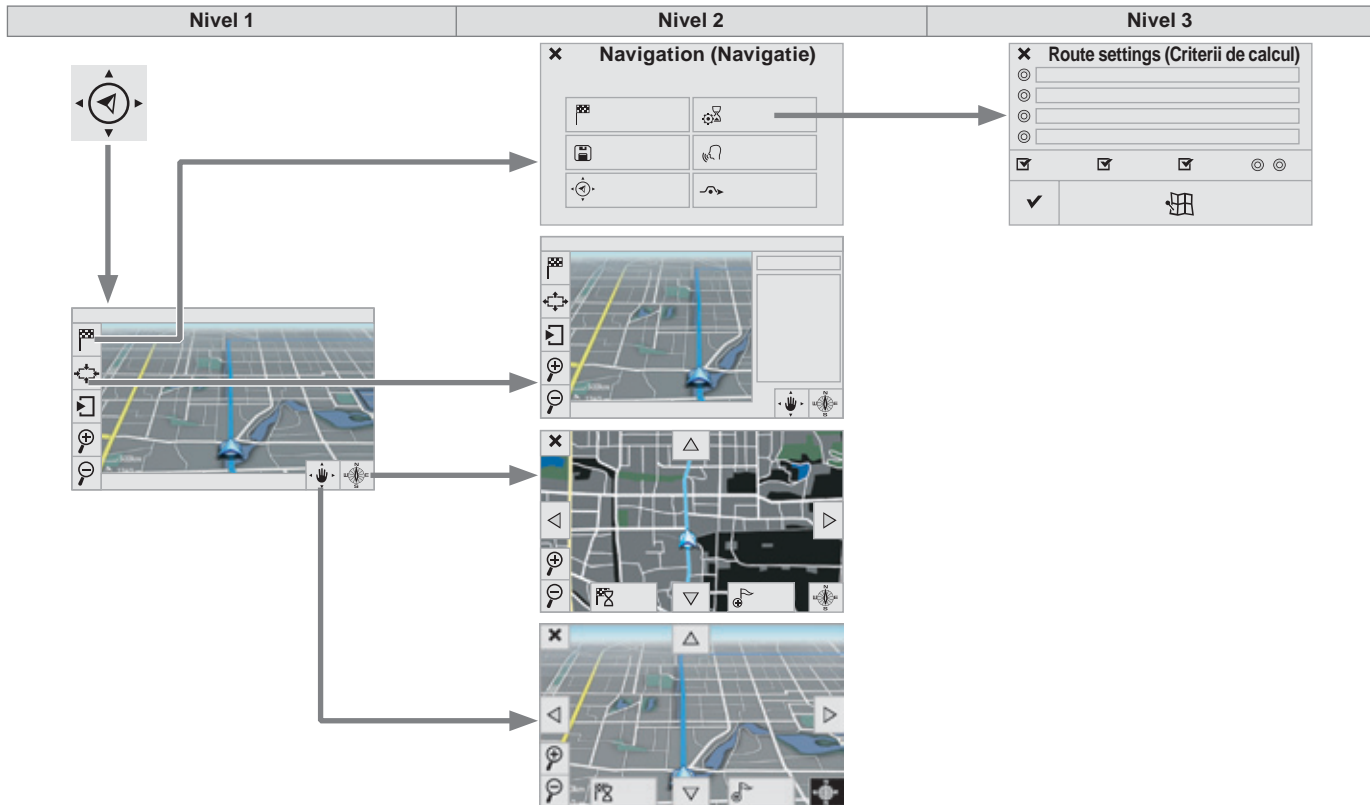 Nivel 1
Nivel 2
Nivel 3
Navigation (Navigatie)
Route settings (Criterii de calcul)